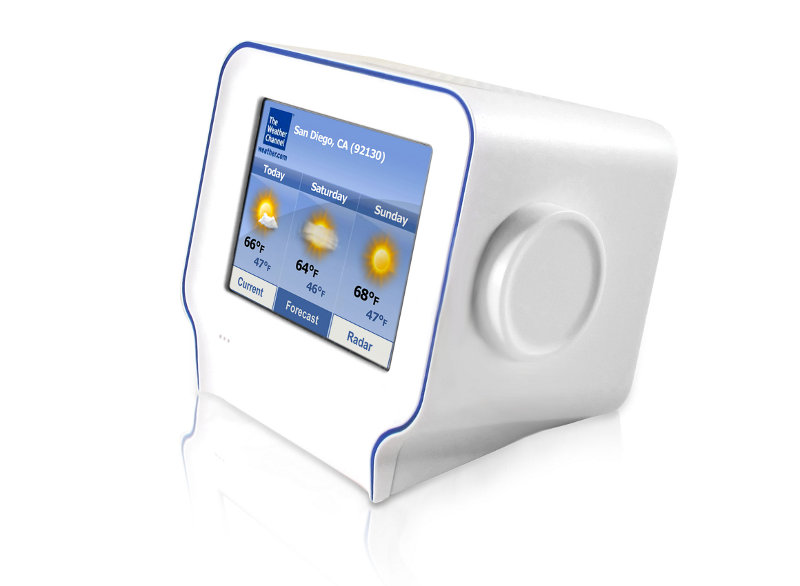 The
Weather
Channel
weather.com
San Diego, CA (92130)
Today Saturday Sunday
66°F 64°F 68°F
47°F 46°F 47°F
Current Forecast Radar